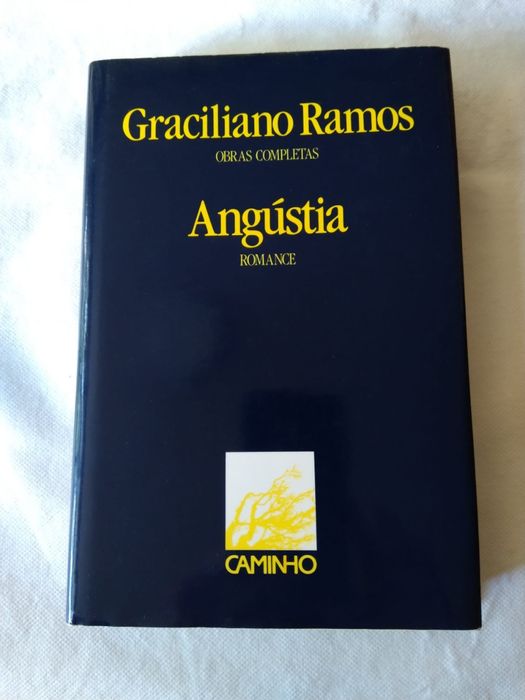 Graciliano Ramos
OBRAS COMPLETAS
Angústia
ROMANCE
CAMINHO